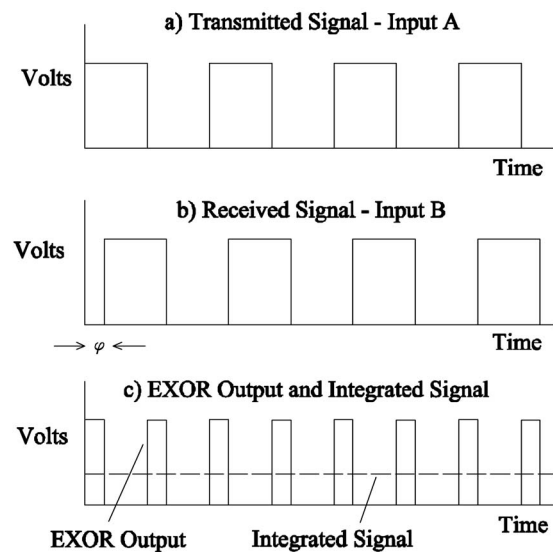 a) Transmitted Signal - Input A
Volts
Time
b) Received Signal - Input B
Volts
φ
Time
c) EXOR Output and Integrated Signal
Volts
Time
EXOR Output
Integrated Signal